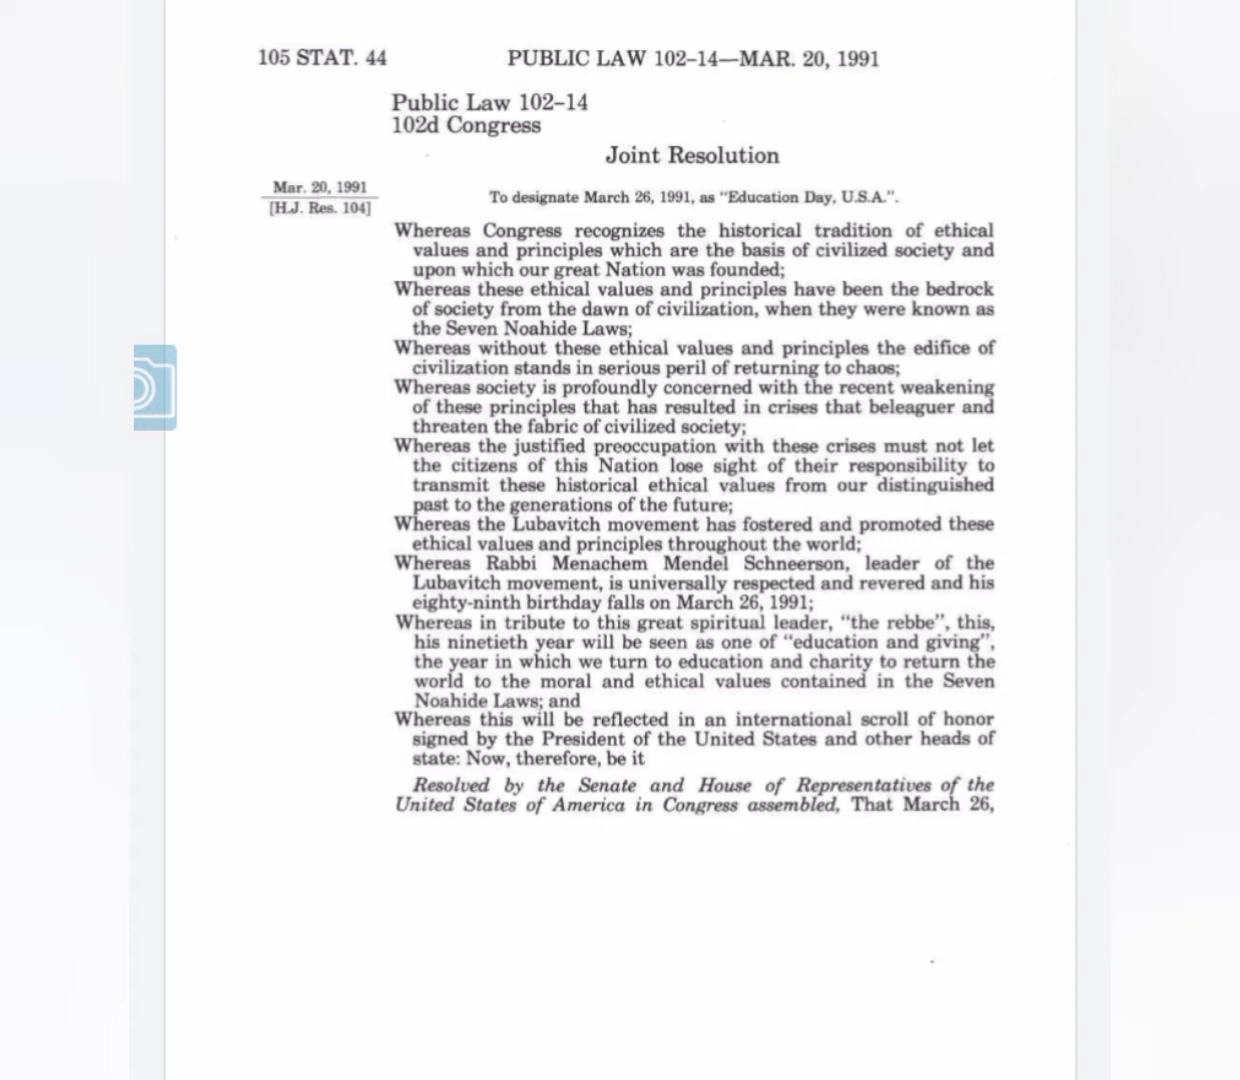 105 STAT. 44
PUBLIC LAW 102–14—MAR. 20, 1991
Public Law 102–14
102d Congress
Joint Resolution
Mar. 20, 1991
[H.J. Res. 104]
To designate March 26, 1991, as “Education Day, U.S.A.”.
Whereas Congress recognizes the historical tradition of ethical
values and principles which are the basis of civilized society and
upon which our great Nation was founded;
Whereas these ethical values and principles have been the bedrock
of society from the dawn of civilization, when they were known as
the Seven Noahide Laws;
Whereas without these ethical values and principles the edifice of
civilization stands in serious peril of returning to chaos;
Whereas society is profoundly concerned with the recent weakening
of these principles that has resulted in crises that beleaguer and
threaten the fabric of civilized society;
Whereas the justified preoccupation with these crises must not let
the citizens of this Nation lose sight of their responsibility to
transmit these historical ethical values from our distinguished
past to the generations of the future;
Whereas the Lubavitch movement has fostered and promoted these
ethical values and principles throughout the world;
Whereas Rabbi Menachem Mendel Schneerson, leader of the
Lubavitch movement, is universally respected and revered and his
eighty-ninth birthday falls on March 26, 1991;
Whereas in tribute to this great spiritual leader, “the rebbe”, this,
his ninetieth year will be seen as one of “education and giving”,
the year in which we turn to education and charity to return the
world to the moral and ethical values contained in the Seven
Noahide Laws; and
Whereas this will be reflected in an international scroll of honor
signed by the President of the United States and other heads of
state: Now, therefore, be it
Resolved by the Senate and House of Representatives of the
United States of America in Congress assembled, That March 26,